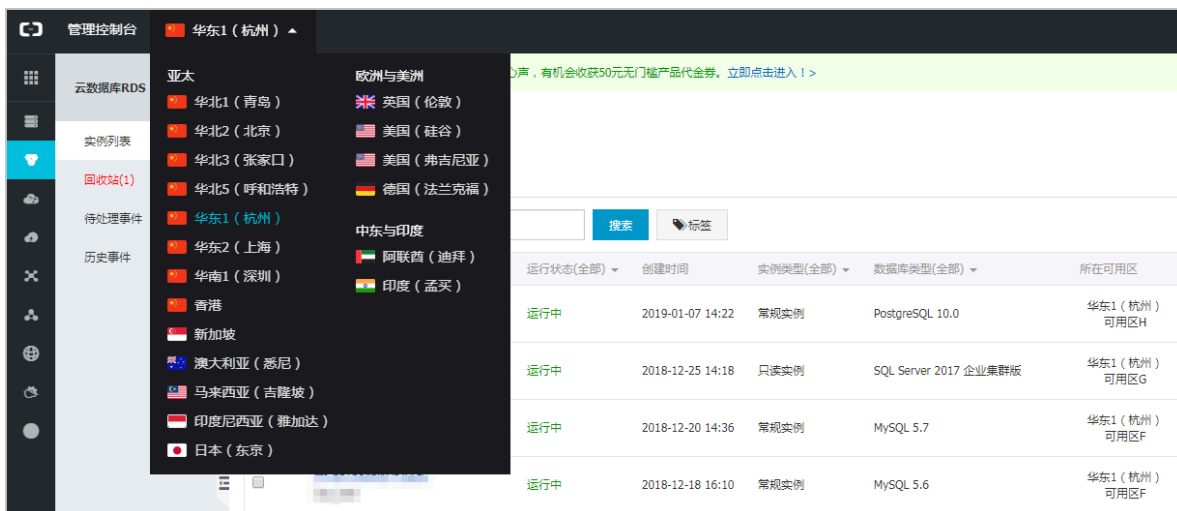 管理控制台
华东1 ( 杭州 )
云数据库RDS
实例列表
回收站(1)
待处理事件
历史事件
亚太
华北1 ( 青岛 )
华北2 ( 北京 )
华北3 ( 张家口 )
华北5 ( 呼和浩特 )
华东1 ( 杭州 )
华东2 ( 上海 )
华南1 ( 深圳 )
香港
新加坡
澳大利亚 ( 悉尼 )
马来西亚 ( 吉隆坡 )
印度尼西亚 ( 雅加达 )
日本 ( 东京 )
欧洲与美洲
英国 ( 伦敦 )
美国 ( 硅谷 )
美国 ( 弗吉尼亚 )
德国 ( 法兰克福 )
中东与印度
阿联酋 ( 迪拜 )
印度 ( 孟买 )
心声，有机会收获50元无门槛产品代金券。立即点击进入！>
搜索
标签
运行状态(全部) 创建时间 实例类型(全部) 数据库类型(全部) 所在可用区
运行中 2019-01-07 14:22 常规实例 PostgreSQL 10.0 华东1 ( 杭州 )
可用区H
运行中 2018-12-25 14:18 只读实例 SQL Server 2017 企业集群版 华东1 ( 杭州 )
可用区G
运行中 2018-12-20 14:36 常规实例 MySQL 5.7 华东1 ( 杭州 )
可用区F
运行中 2018-12-18 16:10 常规实例 MySQL 5.6 华东1 ( 杭州 )
可用区F